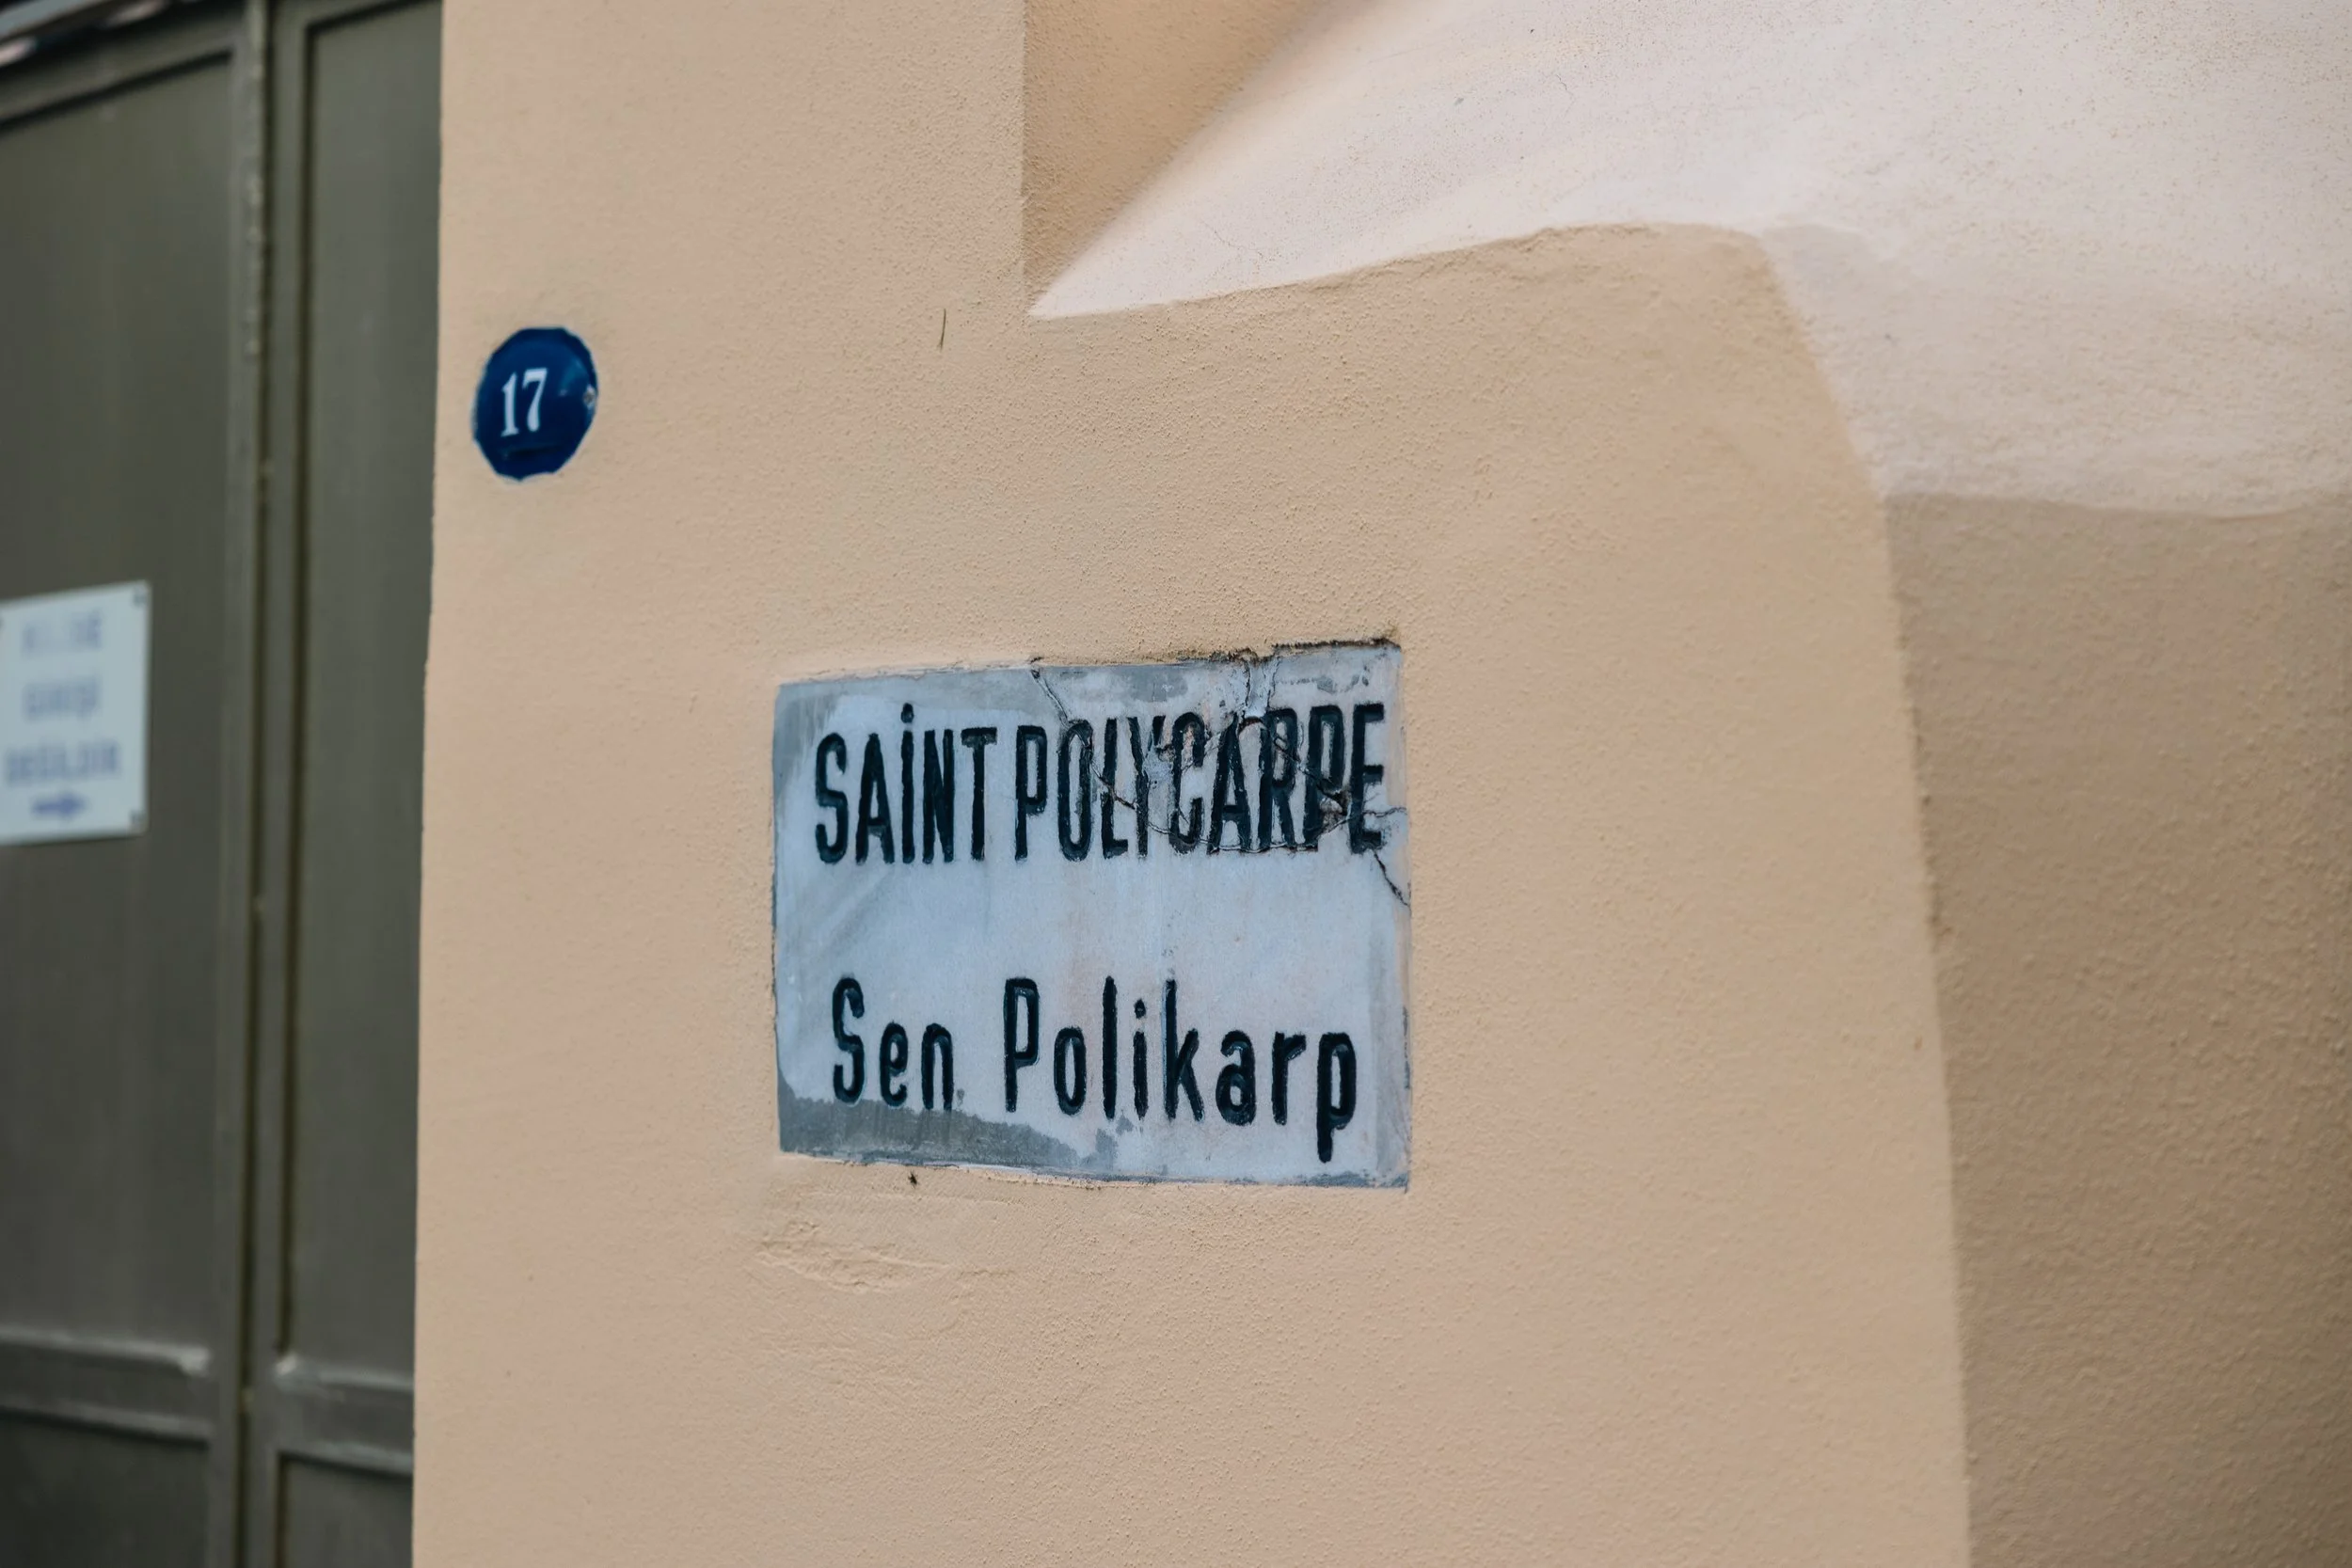 17
SAİNT POLYCARPE
Sen Polikarp